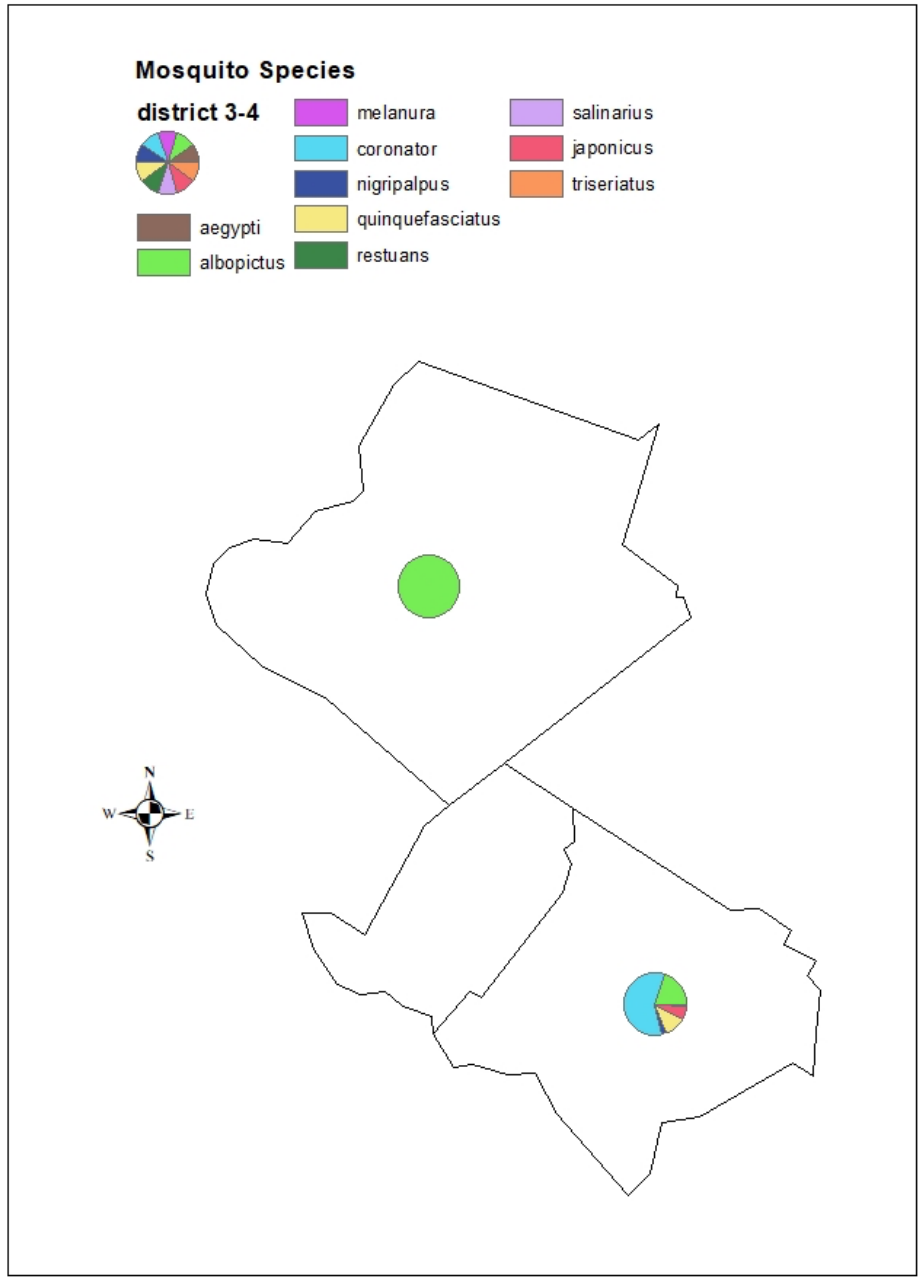 Mosquito Species
district 3-4
aegypti
albopictus
melanura
coronator
nigripalpus
quinquefasciatus
restuans
salinarius
japonicus
triseriatus
N
W E
S